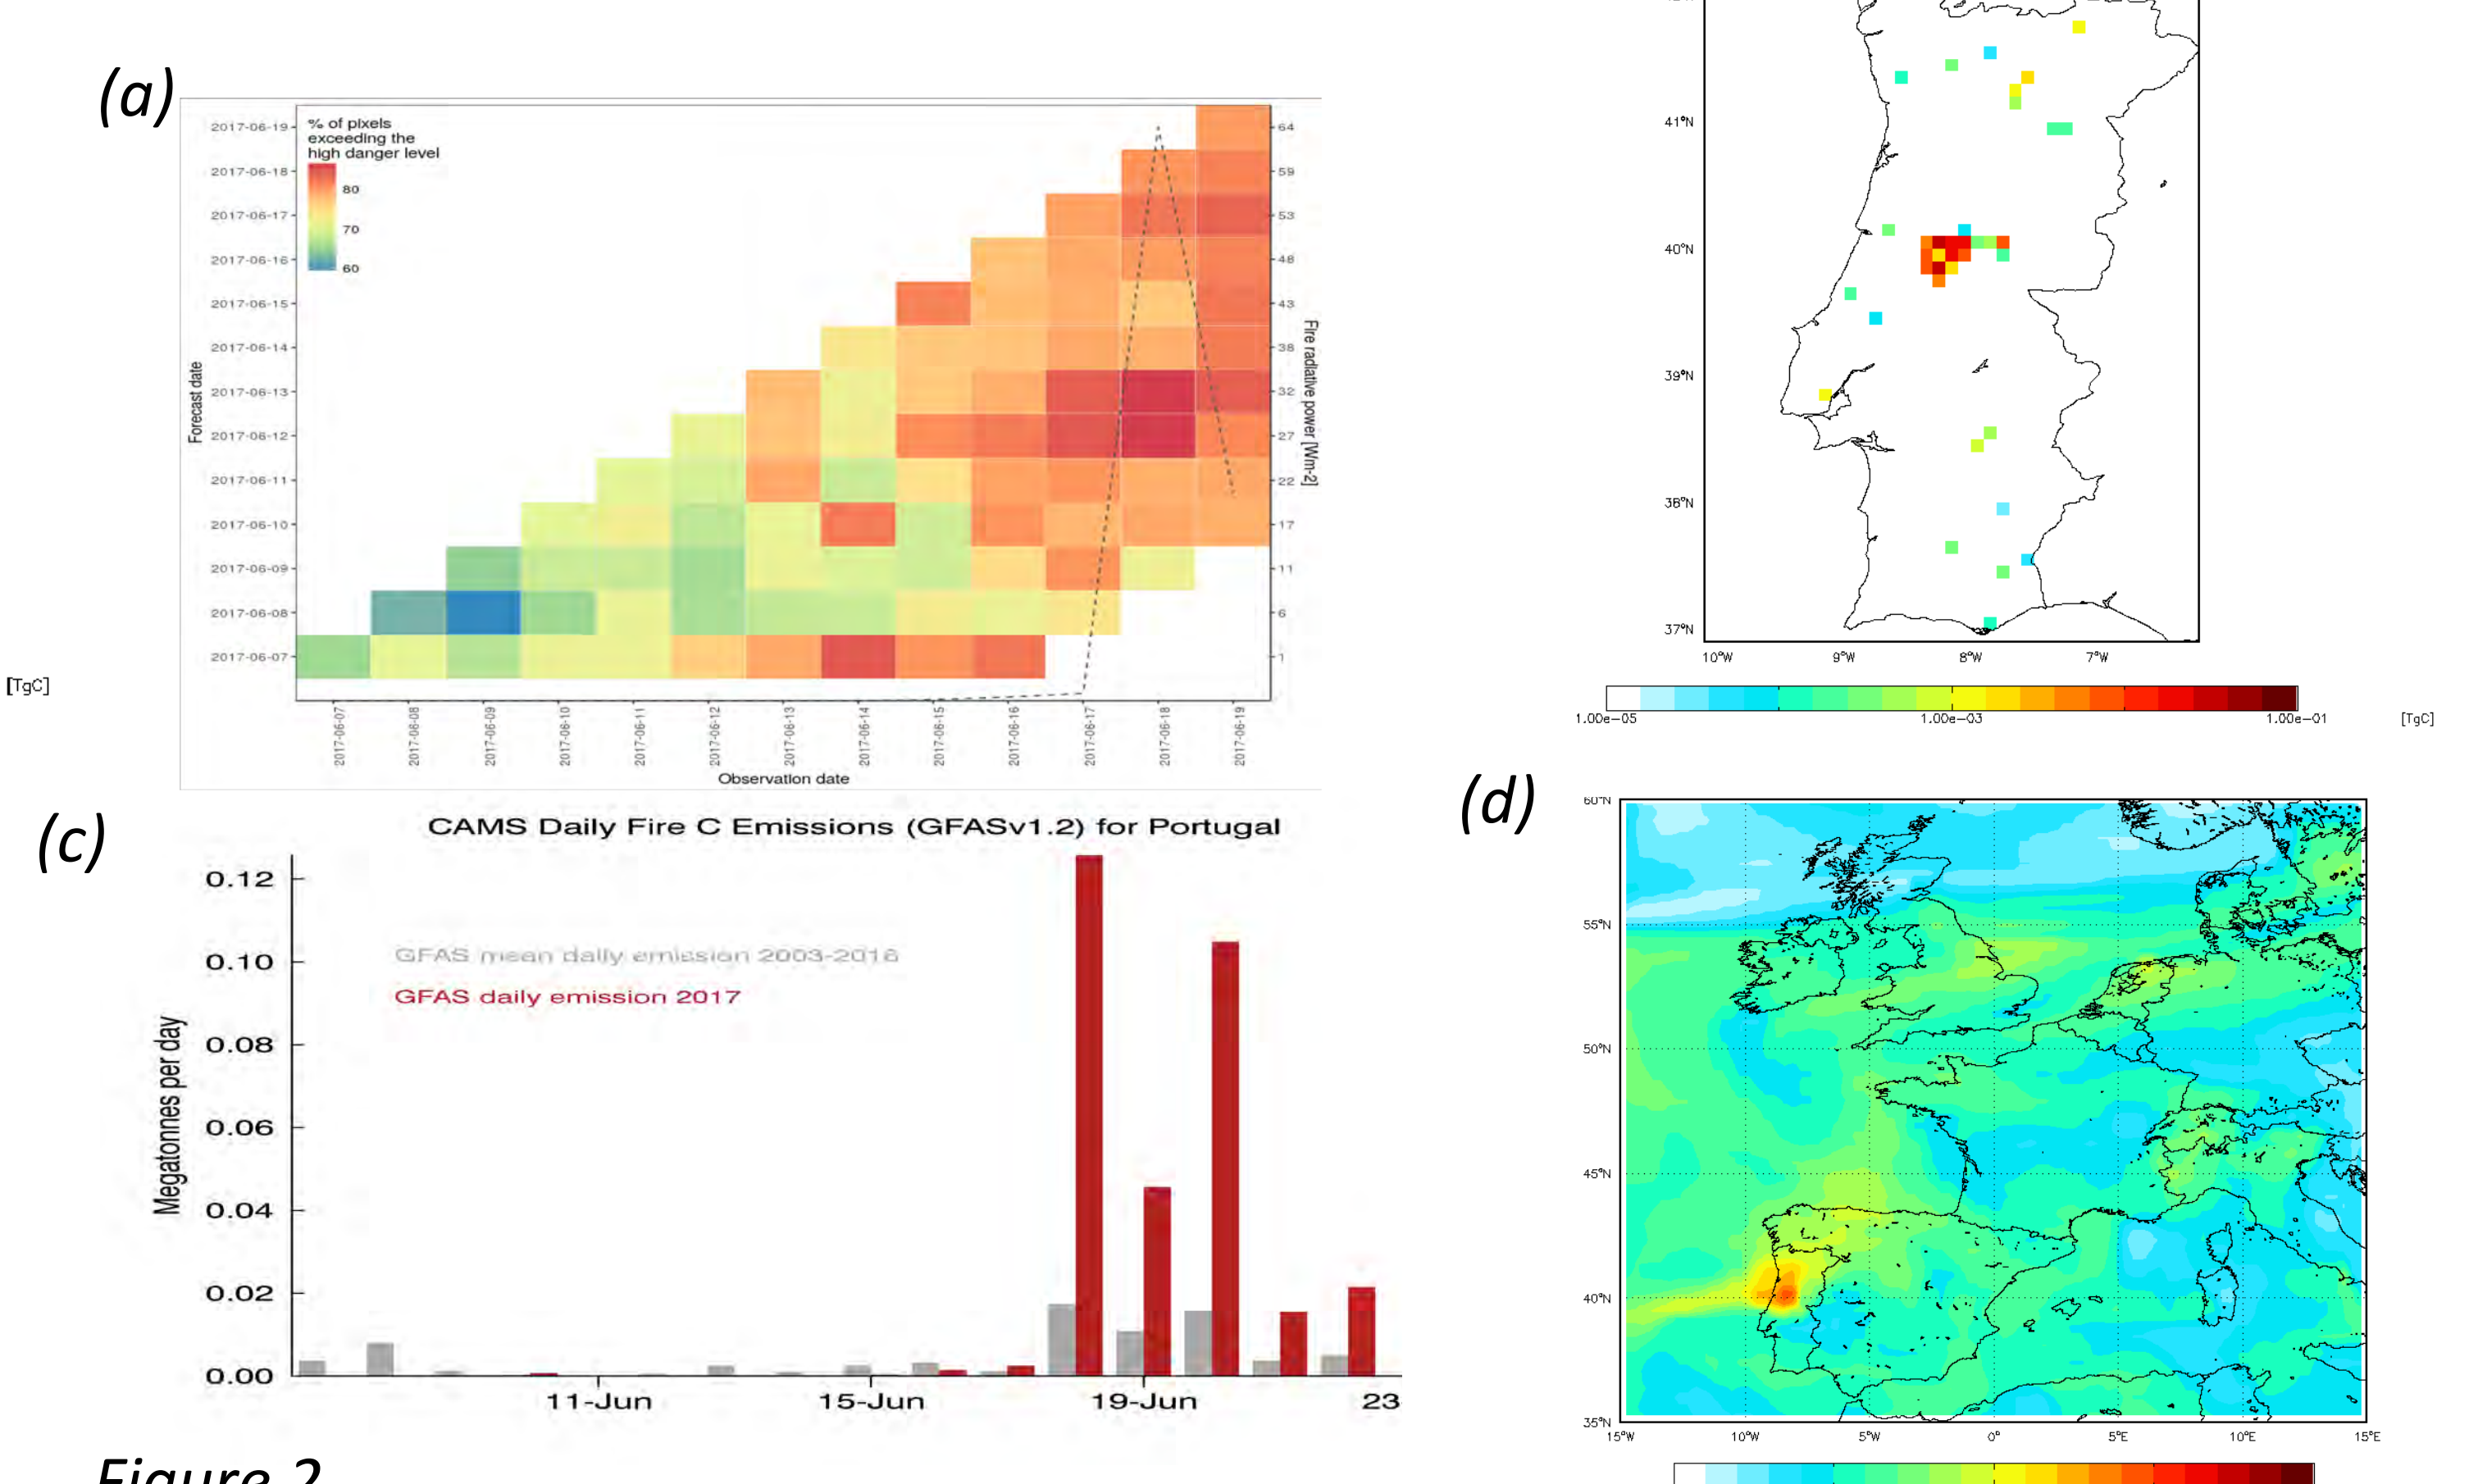 (a)
% of pixels
exceeding the
high danger level
80
70
60
Forecast date
2017-06-19
2017-06-18
2017-06-17
2017-06-16
2017-06-15
2017-06-14
2017-06-13
2017-06-12
2017-06-11
2017-06-10
2017-06-09
2017-06-08
2017-06-07
64
59
53
48
43
38
32
27
22
17
11
6
1
Fire radiative power [Wm-2]
2017-06-07
2017-06-08
2017-06-09
2017-06-10
2017-06-11
2017-06-12
2017-06-13
2017-06-14
2017-06-15
2017-06-16
2017-06-17
2017-06-18
2017-06-19
Observation date
[TgC]
41°N
40°N
39°N
38°N
37°N
10°W 9°W 8°W 7°W
1.00e-05 1.00e-03 1.00e-01 [TgC]
(c)
CAMS Daily Fire C Emissions (GFASv1.2) for Portugal
GFAS mean daily emission 2003-2016
GFAS daily emission 2017
Megatonnes per day
0.12
0.10
0.08
0.06
0.04
0.02
0.00
11-Jun 15-Jun 19-Jun 23
(d)
60°N
55°N
50°N
45°N
40°N
35°N
15°W 10°W 5°W 0° 5°E 10°E 15°E
Figure 2